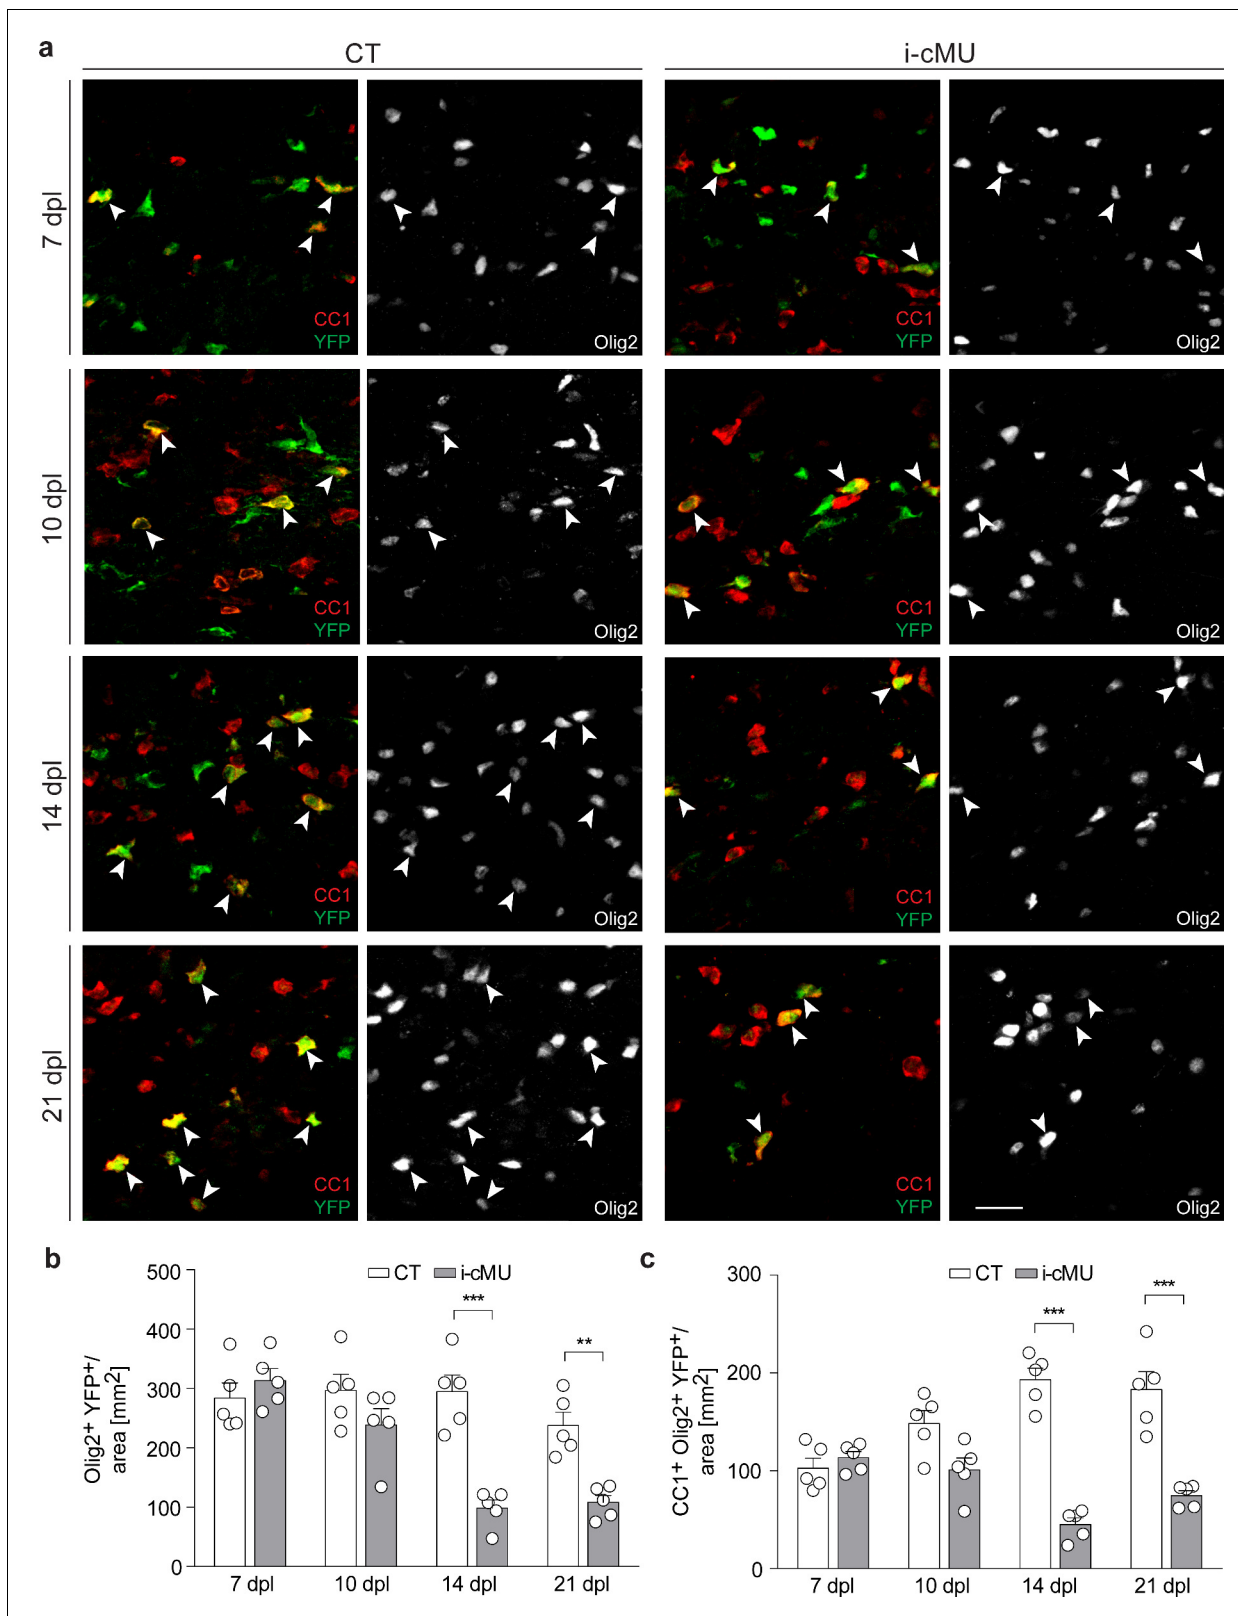 a
CT
i-cMU
7 dpl
CC1
YFP
Olig2
CC1
YFP
Olig2
10 dpl
CC1
YFP
Olig2
CC1
YFP
Olig2
14 dpl
CC1
YFP
Olig2
CC1
YFP
Olig2
21 dpl
CC1
YFP
Olig2
CC1
YFP
Olig2
b
CT i-cMU
Olig2⁺ YFP⁺/
area [mm²]
500
400
300
200
100
0
***
**
7 dpl 10 dpl 14 dpl 21 dpl
c
CT i-cMU
CC1⁺ Olig2⁺ YFP⁺/
area [mm²]
300
200
100
0
***
***
7 dpl 10 dpl 14 dpl 21 dpl